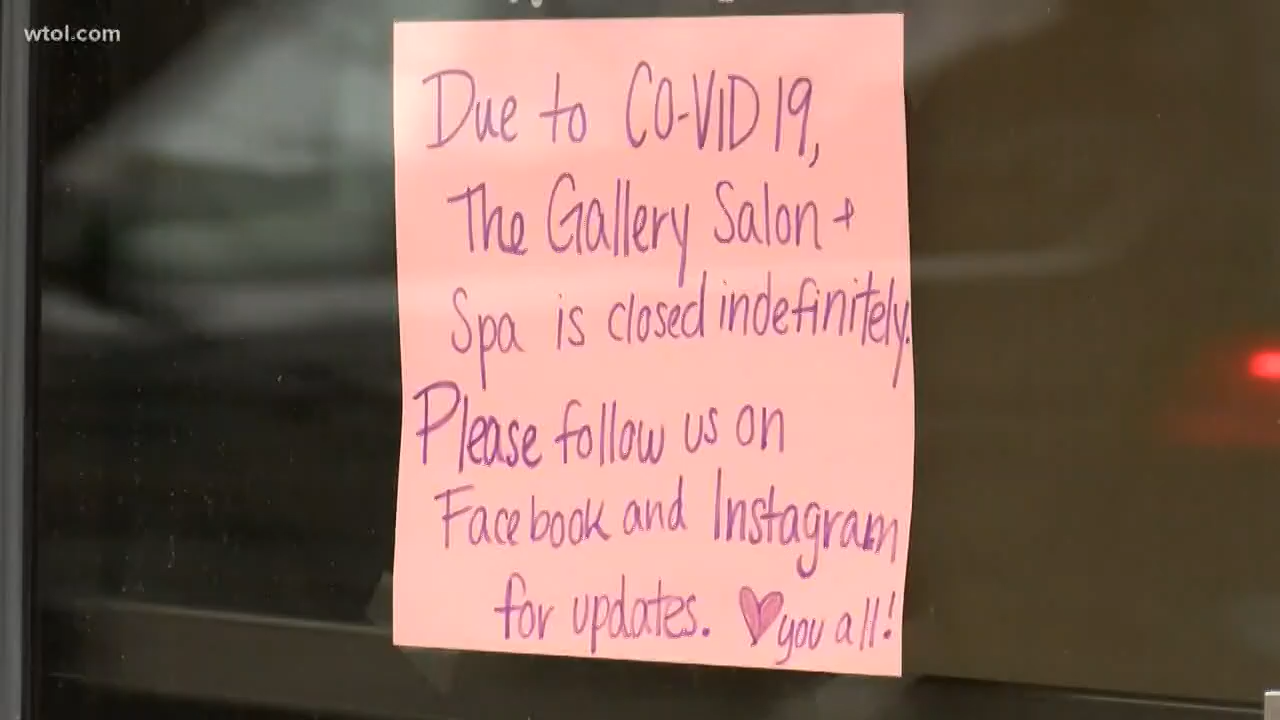 wtol.com
Due to CO-VID 19,
The Gallery Salon +
Spa is closed indefinitely.
Please follow us on
Facebook and Instagram
for updates. ♥ you all!